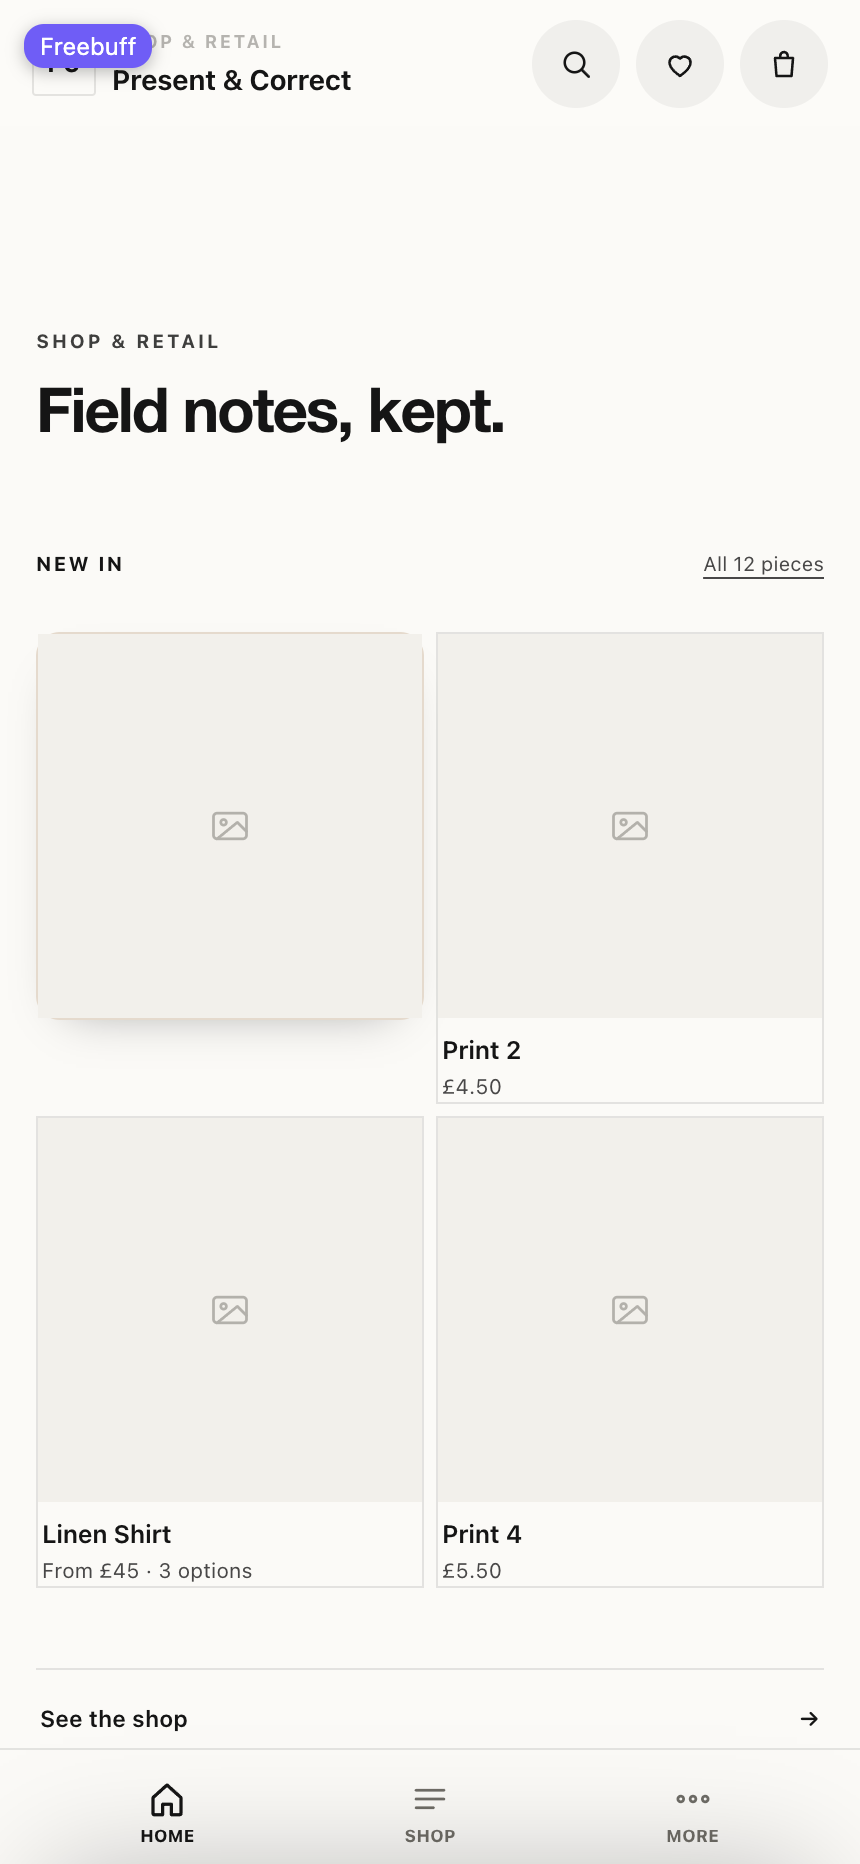 Freebuff
OP & RETAIL
Present & Correct
SHOP & RETAIL
Field notes, kept.
NEW IN
All 12 pieces
Print 2
£4.50
Linen Shirt
From £45 · 3 options
Print 4
£5.50
See the shop
HOME
SHOP
MORE